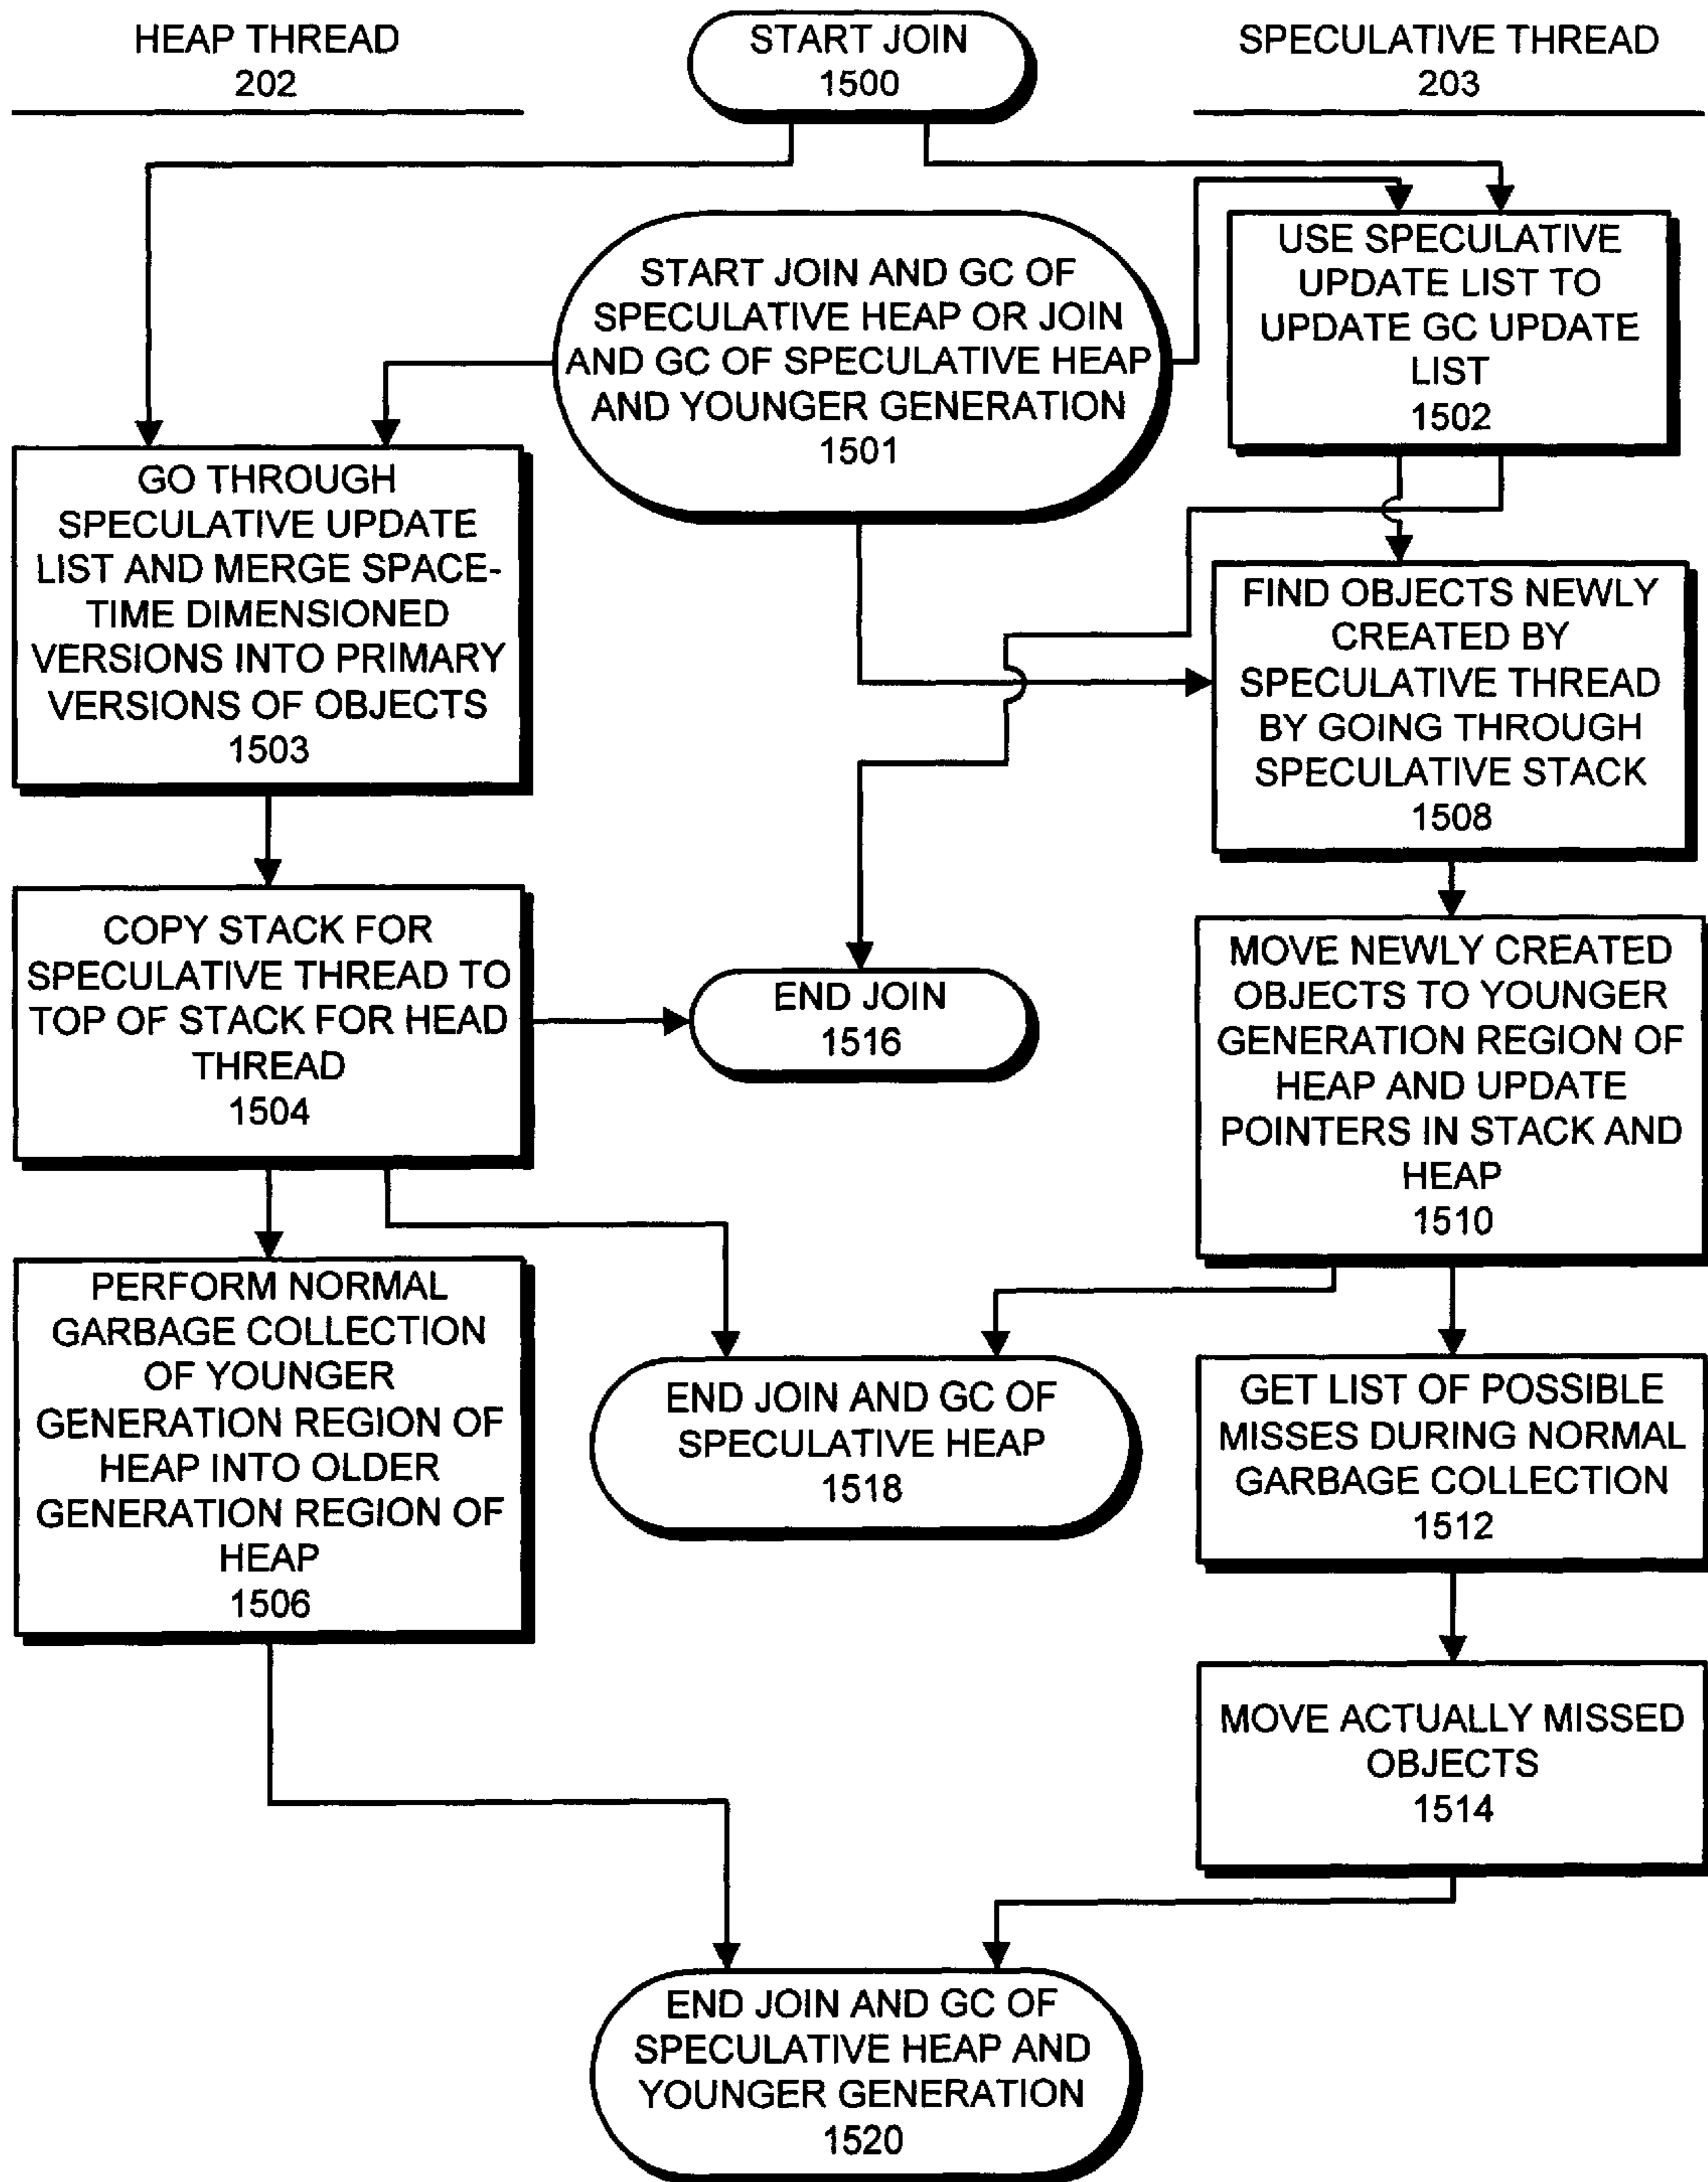 HEAP THREAD
202
START JOIN
1500
SPECULATIVE THREAD
203
START JOIN AND GC OF
SPECULATIVE HEAP OR JOIN
AND GC OF SPECULATIVE HEAP
AND YOUNGER GENERATION
1501
USE SPECULATIVE
UPDATE LIST TO
UPDATE GC UPDATE
LIST
1502
GO THROUGH
SPECULATIVE UPDATE
LIST AND MERGE SPACE-
TIME DIMENSIONED
VERSIONS INTO PRIMARY
VERSIONS OF OBJECTS
1503
FIND OBJECTS NEWLY
CREATED BY
SPECULATIVE THREAD
BY GOING THROUGH
SPECULATIVE STACK
1508
COPY STACK FOR
SPECULATIVE THREAD TO
TOP OF STACK FOR HEAD
THREAD
1504
END JOIN
1516
MOVE NEWLY CREATED
OBJECTS TO YOUNGER
GENERATION REGION OF
HEAP AND UPDATE
POINTERS IN STACK AND
HEAP
1510
PERFORM NORMAL
GARBAGE COLLECTION
OF YOUNGER
GENERATION REGION OF
HEAP INTO OLDER
GENERATION REGION OF
HEAP
1506
END JOIN AND GC OF
SPECULATIVE HEAP
1518
GET LIST OF POSSIBLE
MISSES DURING NORMAL
GARBAGE COLLECTION
1512
MOVE ACTUALLY MISSED
OBJECTS
1514
END JOIN AND GC OF
SPECULATIVE HEAP AND
YOUNGER GENERATION
1520